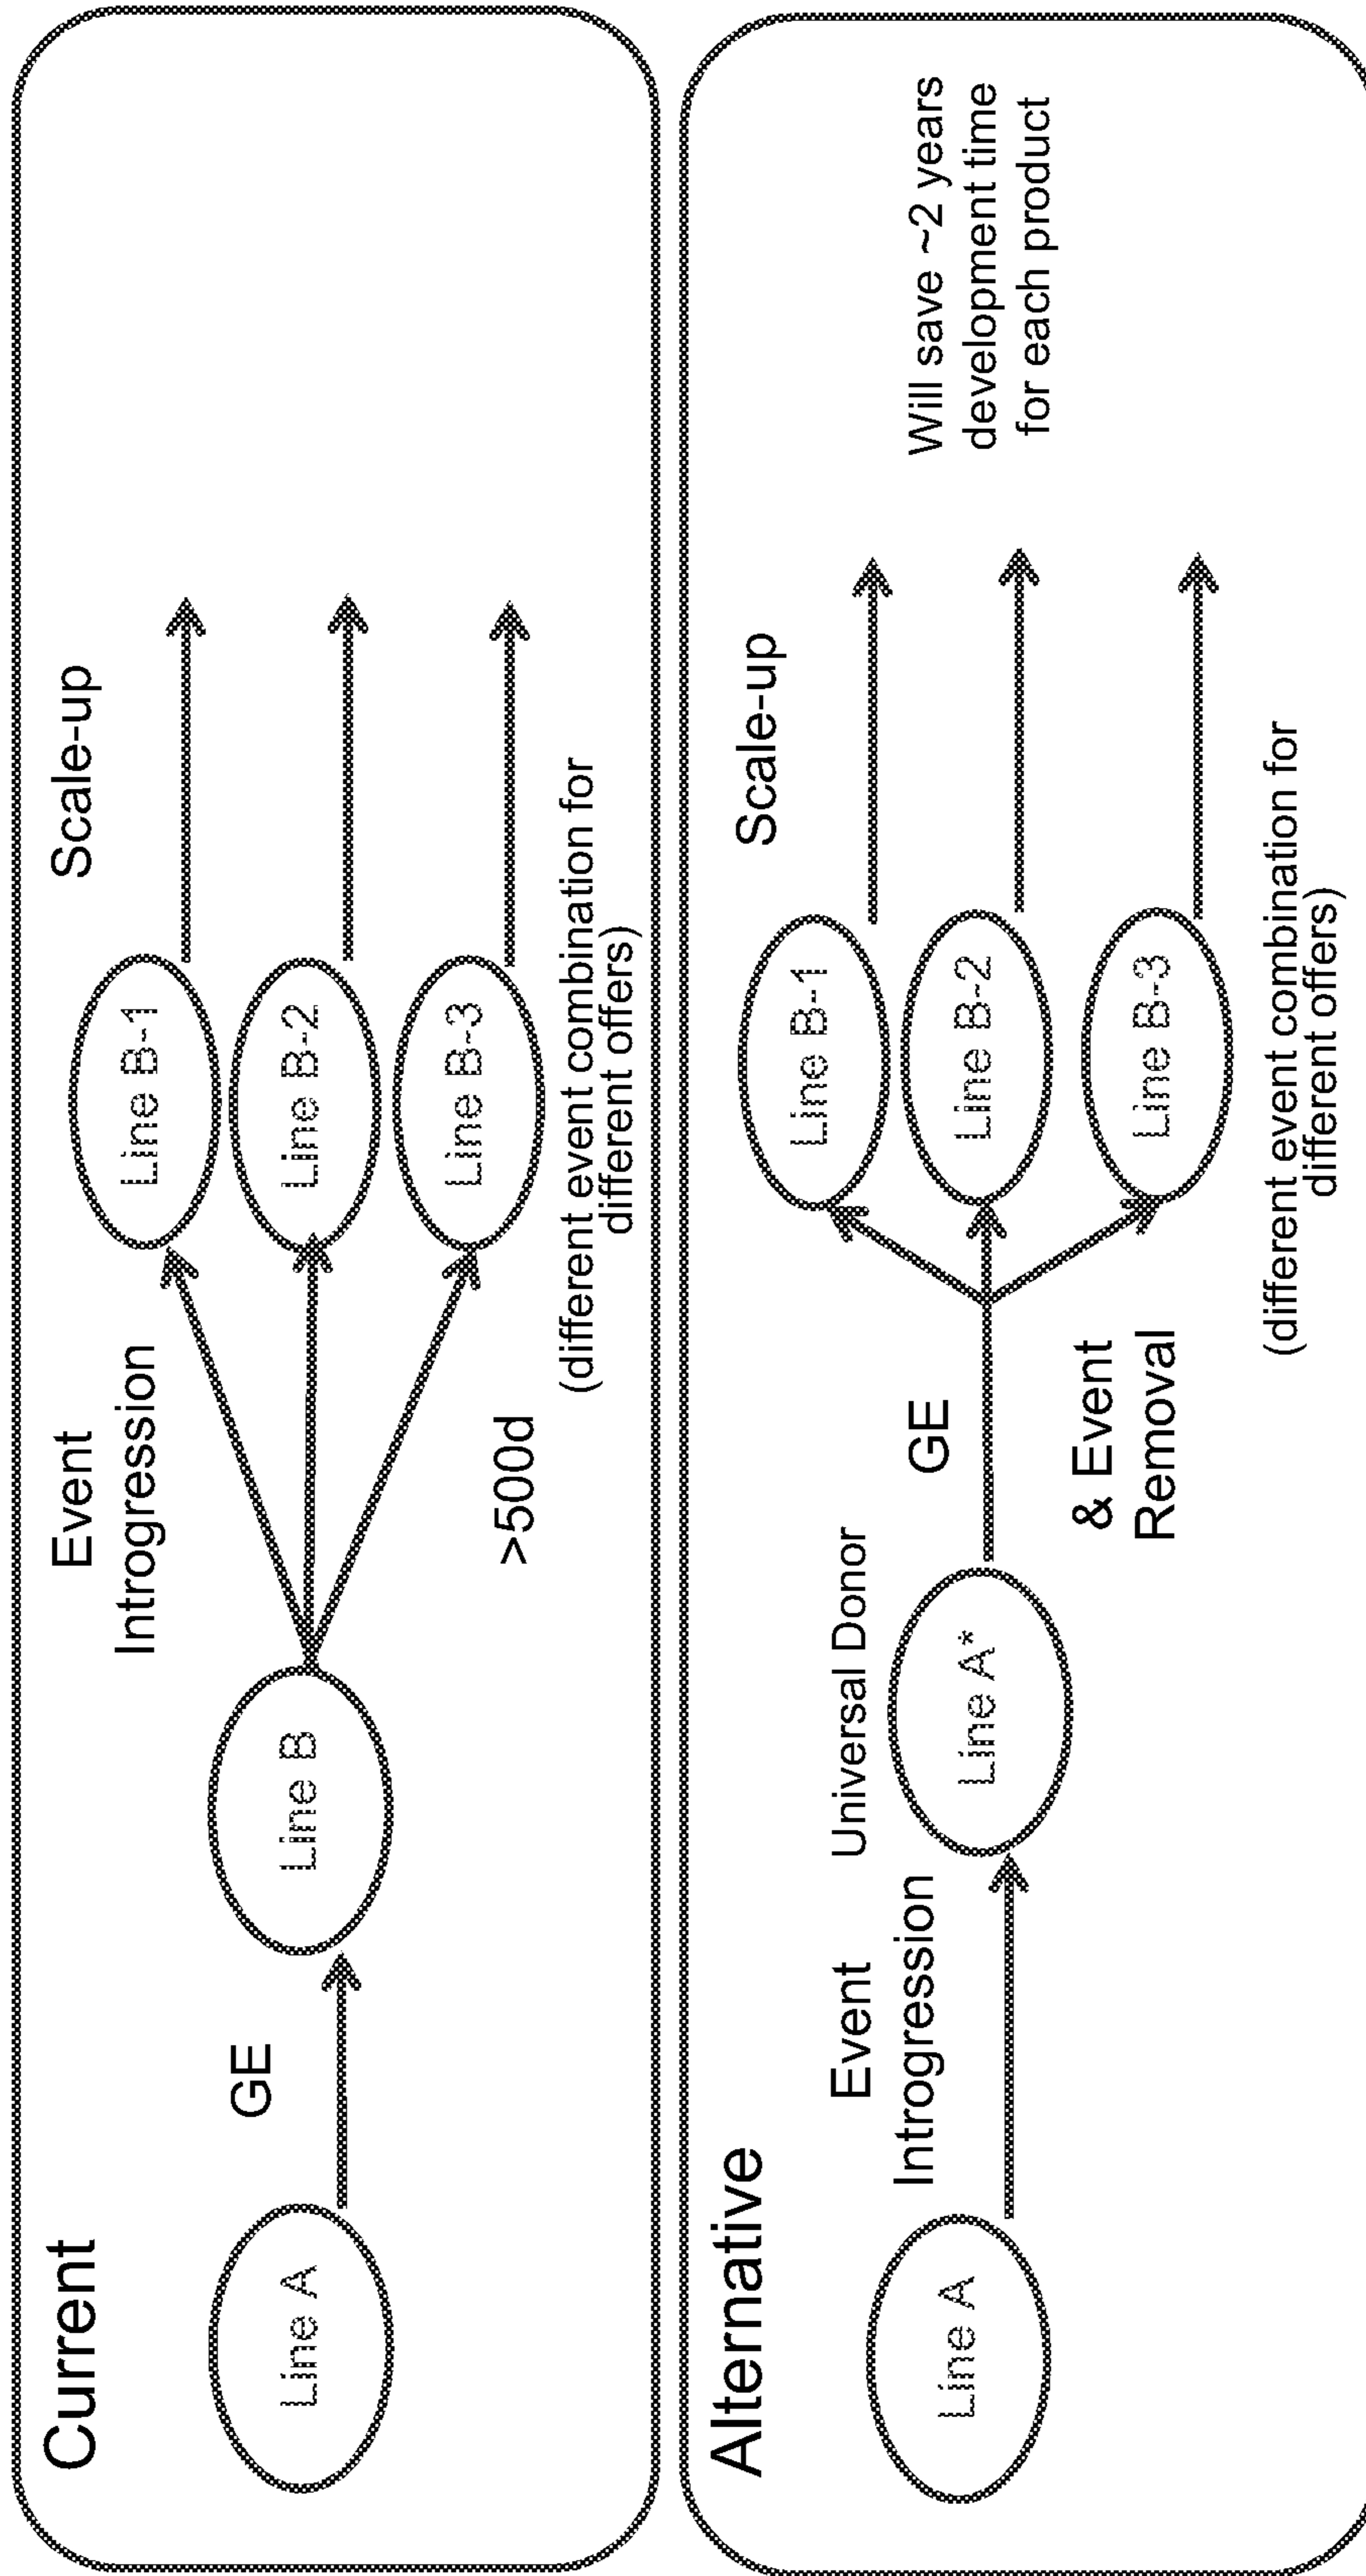 Current
Line A
GE
Line B
Event
Introgression
>500d
Line B-1
Line B-2
Line B-3
(different event combination for
different offers)
Scale-up
Alternative
Line A
Event
Introgression
Universal Donor
Line A*
GE
& Event
Removal
Line B-1
Line B-2
Line B-3
(different event combination for
different offers)
Scale-up
Will save ~2 years
development time
for each product